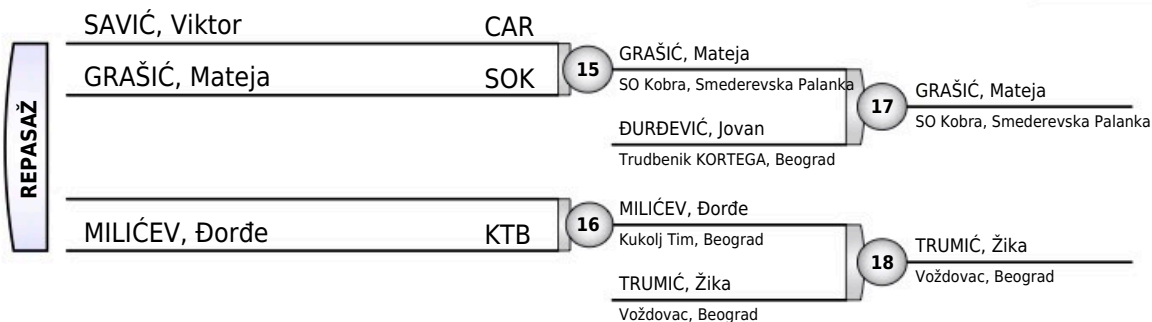 SAVIĆ, Viktor CAR
GRAŠIĆ, Mateja SOK
REPASAŽ
15
GRAŠIĆ, Mateja
SO Kobra, Smederevska Palanka
ĐURĐEVIĆ, Jovan
Trudbenik KORTEGA, Beograd
17
GRAŠIĆ, Mateja
SO Kobra, Smederevska Palanka
MILIĆEV, Đorđe KTB
16
MILIĆEV, Đorđe
Kukolj Tim, Beograd
TRUMIĆ, Žika
Voždovac, Beograd
18
TRUMIĆ, Žika
Voždovac, Beograd